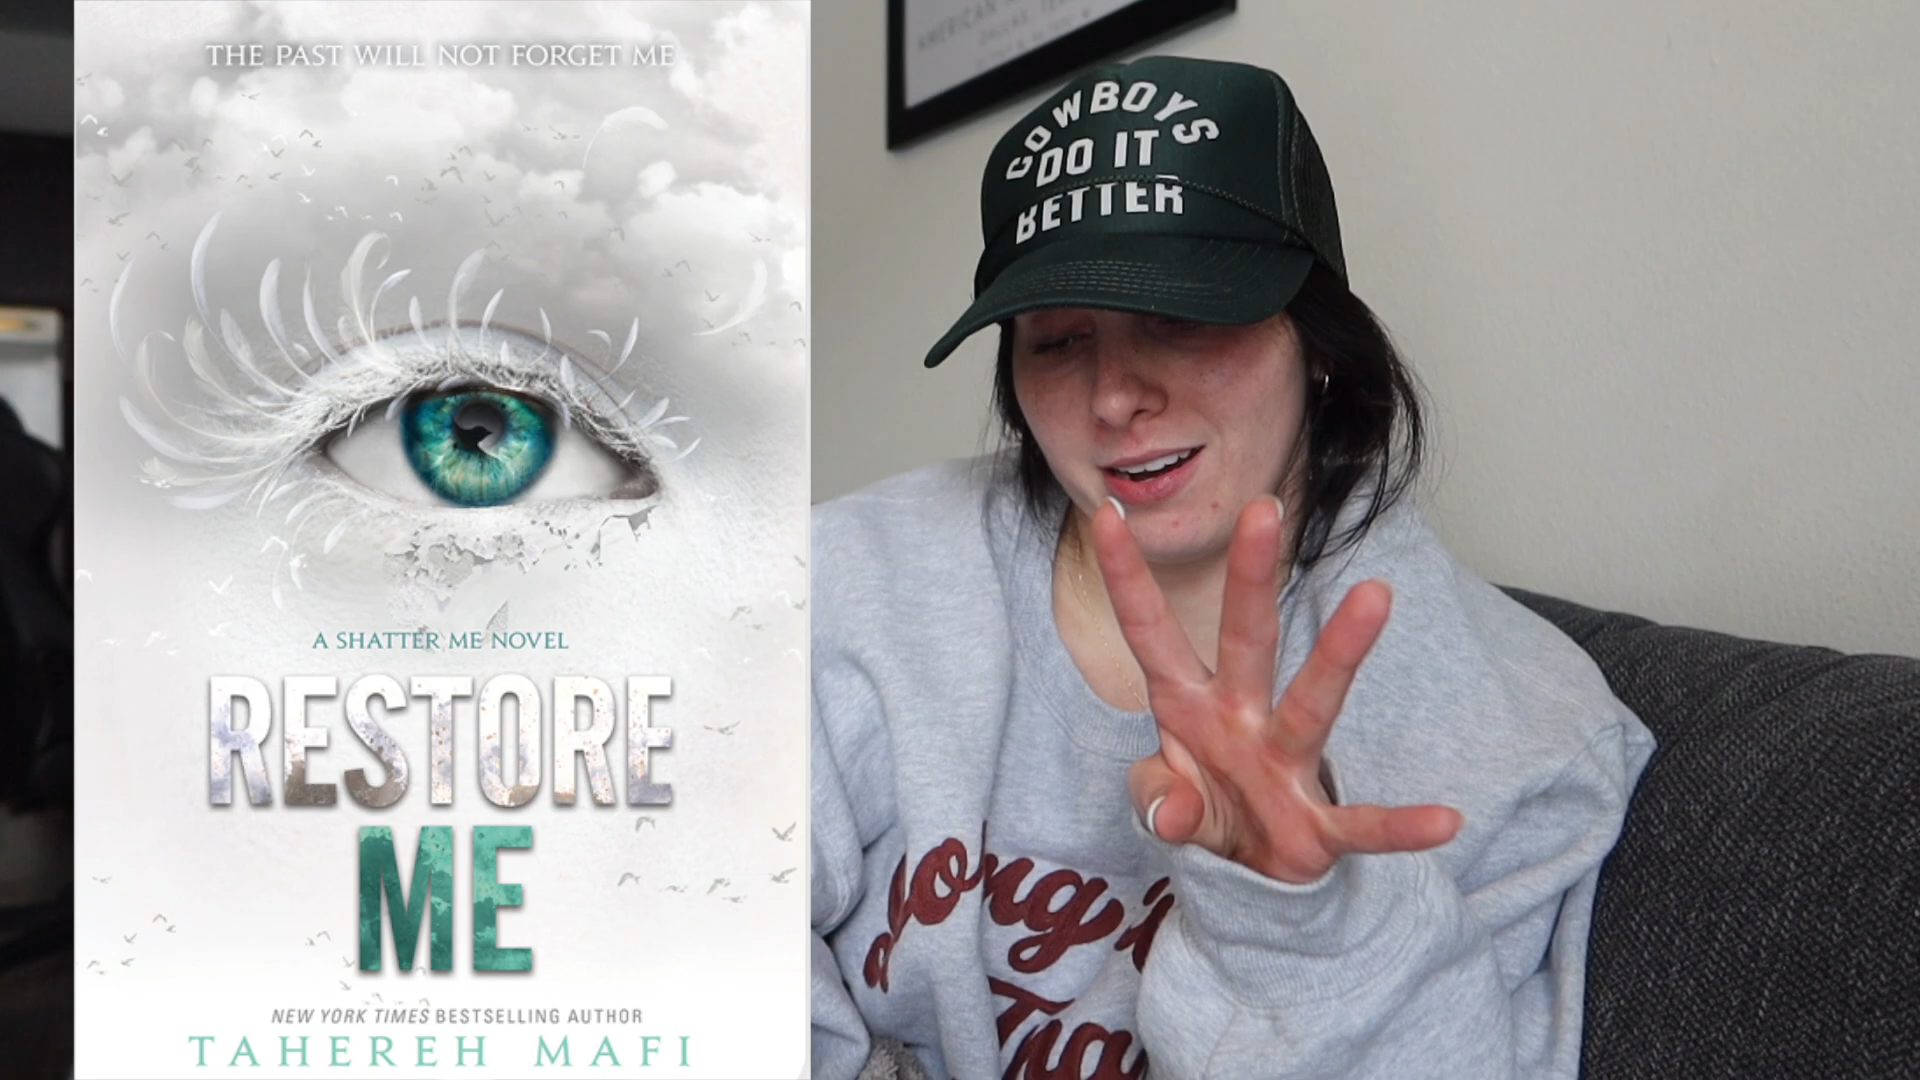 THE PAST WILL NOT FORGET ME
A SHATTER ME NOVEL
RESTORE
ME
NEW YORK TIMES BESTSELLING AUTHOR
TAHEREH MAFI
AMERICAN
COWBOYS
DO IT
BETTER